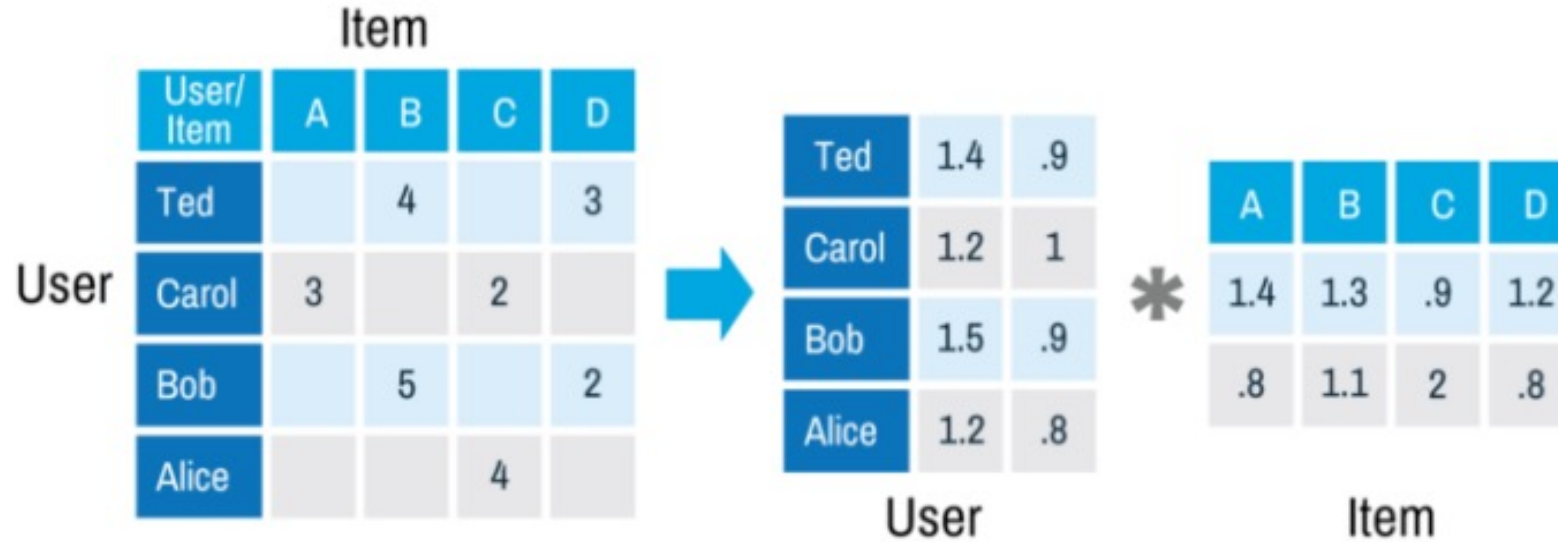 Item
User/
Item A B C D
Ted 4 3
User Carol 3 2
Bob 5 2
Alice 4
Ted 1.4 .9
Carol 1.2 1
Bob 1.5 .9
Alice 1.2 .8
User
*
A B C D
1.4 1.3 .9 1.2
.8 1.1 2 .8
Item